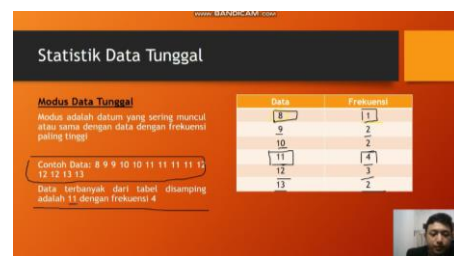 www.BANDICAM.com
Statistik Data Tunggal
Modus Data Tunggal
Modus adalah datum yang sering muncul
atau sama dengan data dengan frekuensi
paling tinggi
Contoh Data: 8 9 9 10 10 11 11 11 11 12
12 12 13 13
Data terbanyak dari tabel disamping
adalah 11 dengan frekuensi 4
Data Frekuensi
8 1
9 2
10 2
11 4
12 3
13 2